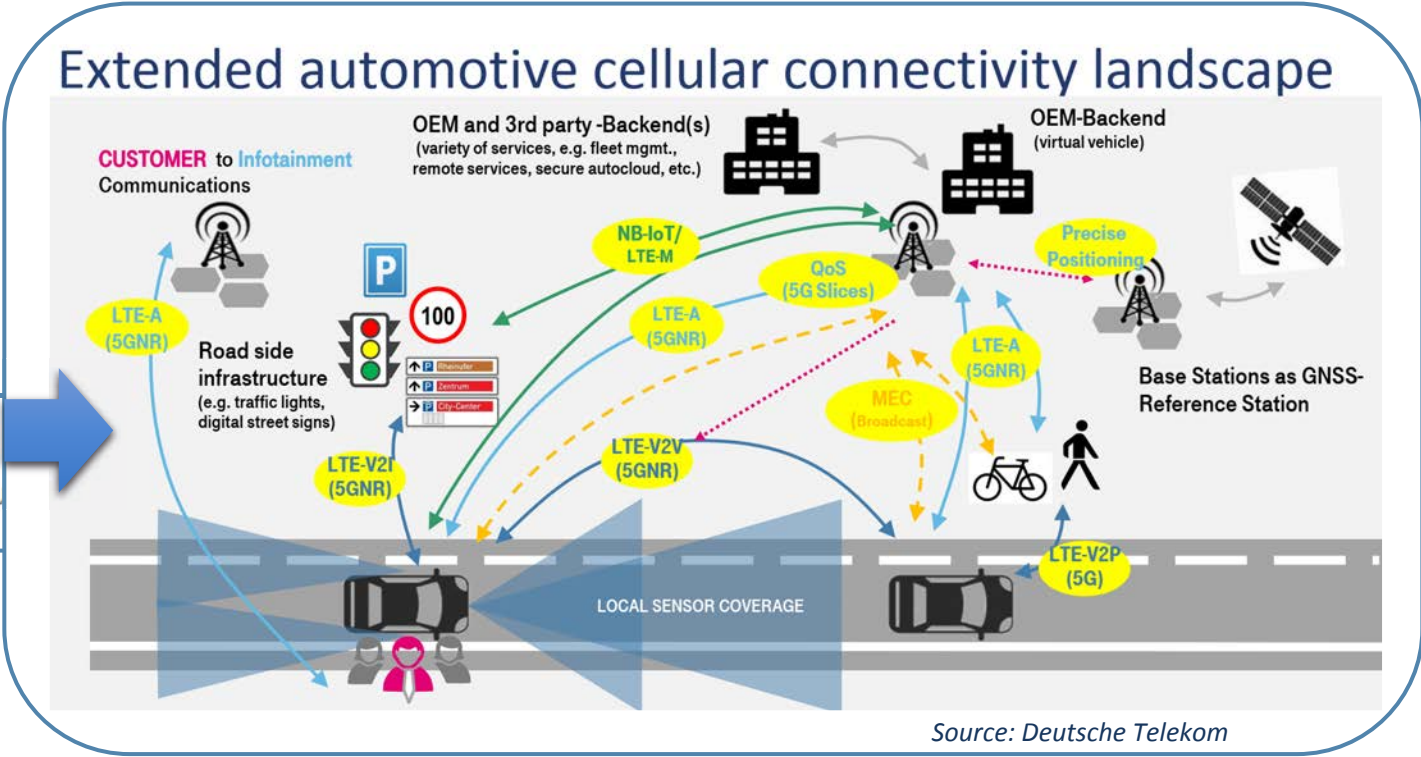 Extended automotive cellular connectivity landscape
OEM and 3rd party -Backend(s)
(variety of services, e.g. fleet mgmt.,
remote services, secure autocloud, etc.)
OEM-Backend
(virtual vehicle)
CUSTOMER to Infotainment
Communications
NB-IoT/
LTE-M
Precise
Positioning
QoS
(5G Slices)
P
100
LTE-A
(5GNR)
LTE-A
(5GNR)
LTE-A
(5GNR)
Road side
infrastructure
(e.g. traffic lights,
digital street signs)
P Rheinufer
P Zentrum
P City-Center
Base Stations as GNSS-
Reference Station
MEC
(Broadcast)
LTE-V2I
(5GNR)
LTE-V2V
(5GNR)
LTE-V2P
(5G)
LOCAL SENSOR COVERAGE
Source: Deutsche Telekom